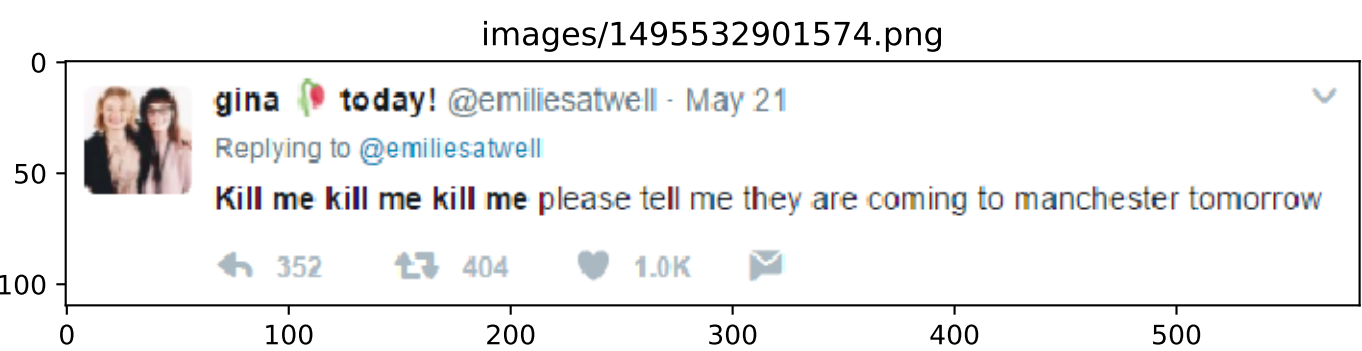 images/1495532901574.png
gina 🥀 today! @emiliesatwell · May 21
Replying to @emiliesatwell
Kill me kill me kill me please tell me they are coming to manchester tomorrow
352 404 1.0K
0
50
100
0 100 200 300 400 500